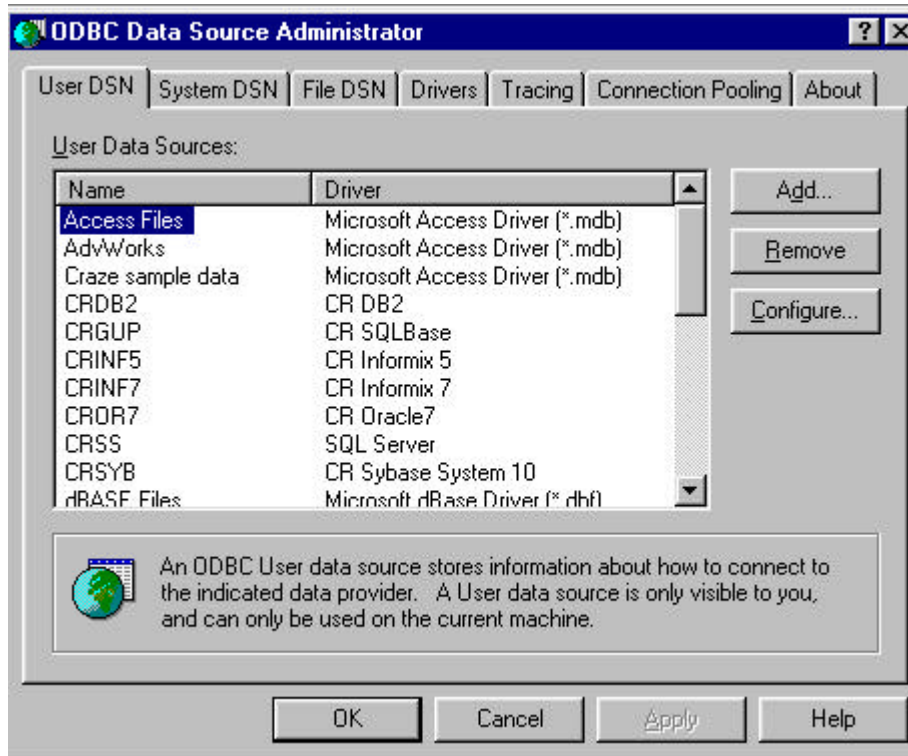 ODBC Data Source Administrator
User DSN System DSN File DSN Drivers Tracing Connection Pooling About
User Data Sources:
Name Driver
Access Files Microsoft Access Driver (*.mdb)
AdvWorks Microsoft Access Driver (*.mdb)
Craze sample data Microsoft Access Driver (*.mdb)
CRDB2 CR DB2
CRGUP CR SQLBase
CRINF5 CR Informix 5
CRINF7 CR Informix 7
CROR7 CR Oracle7
CRSS SQL Server
CRSYB CR Sybase System 10
dBASE Files Microsoft dBase Driver (*.dbf)
Add...
Remove
Configure...
An ODBC User data source stores information about how to connect to
the indicated data provider. A User data source is only visible to you,
and can only be used on the current machine.
OK Cancel Apply Help